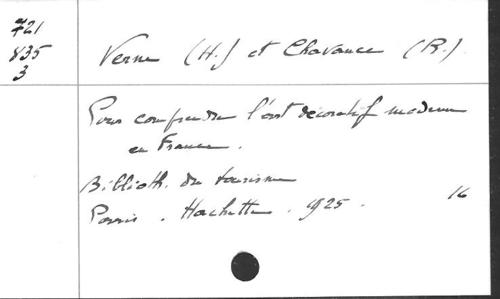 721
V35
3
Verne (H.) et Chavance (R.)
Pour comprendre l'art décoratif moderne
en France.
Biblioth. du tourisme
Paris. Hachette. 1925. 16